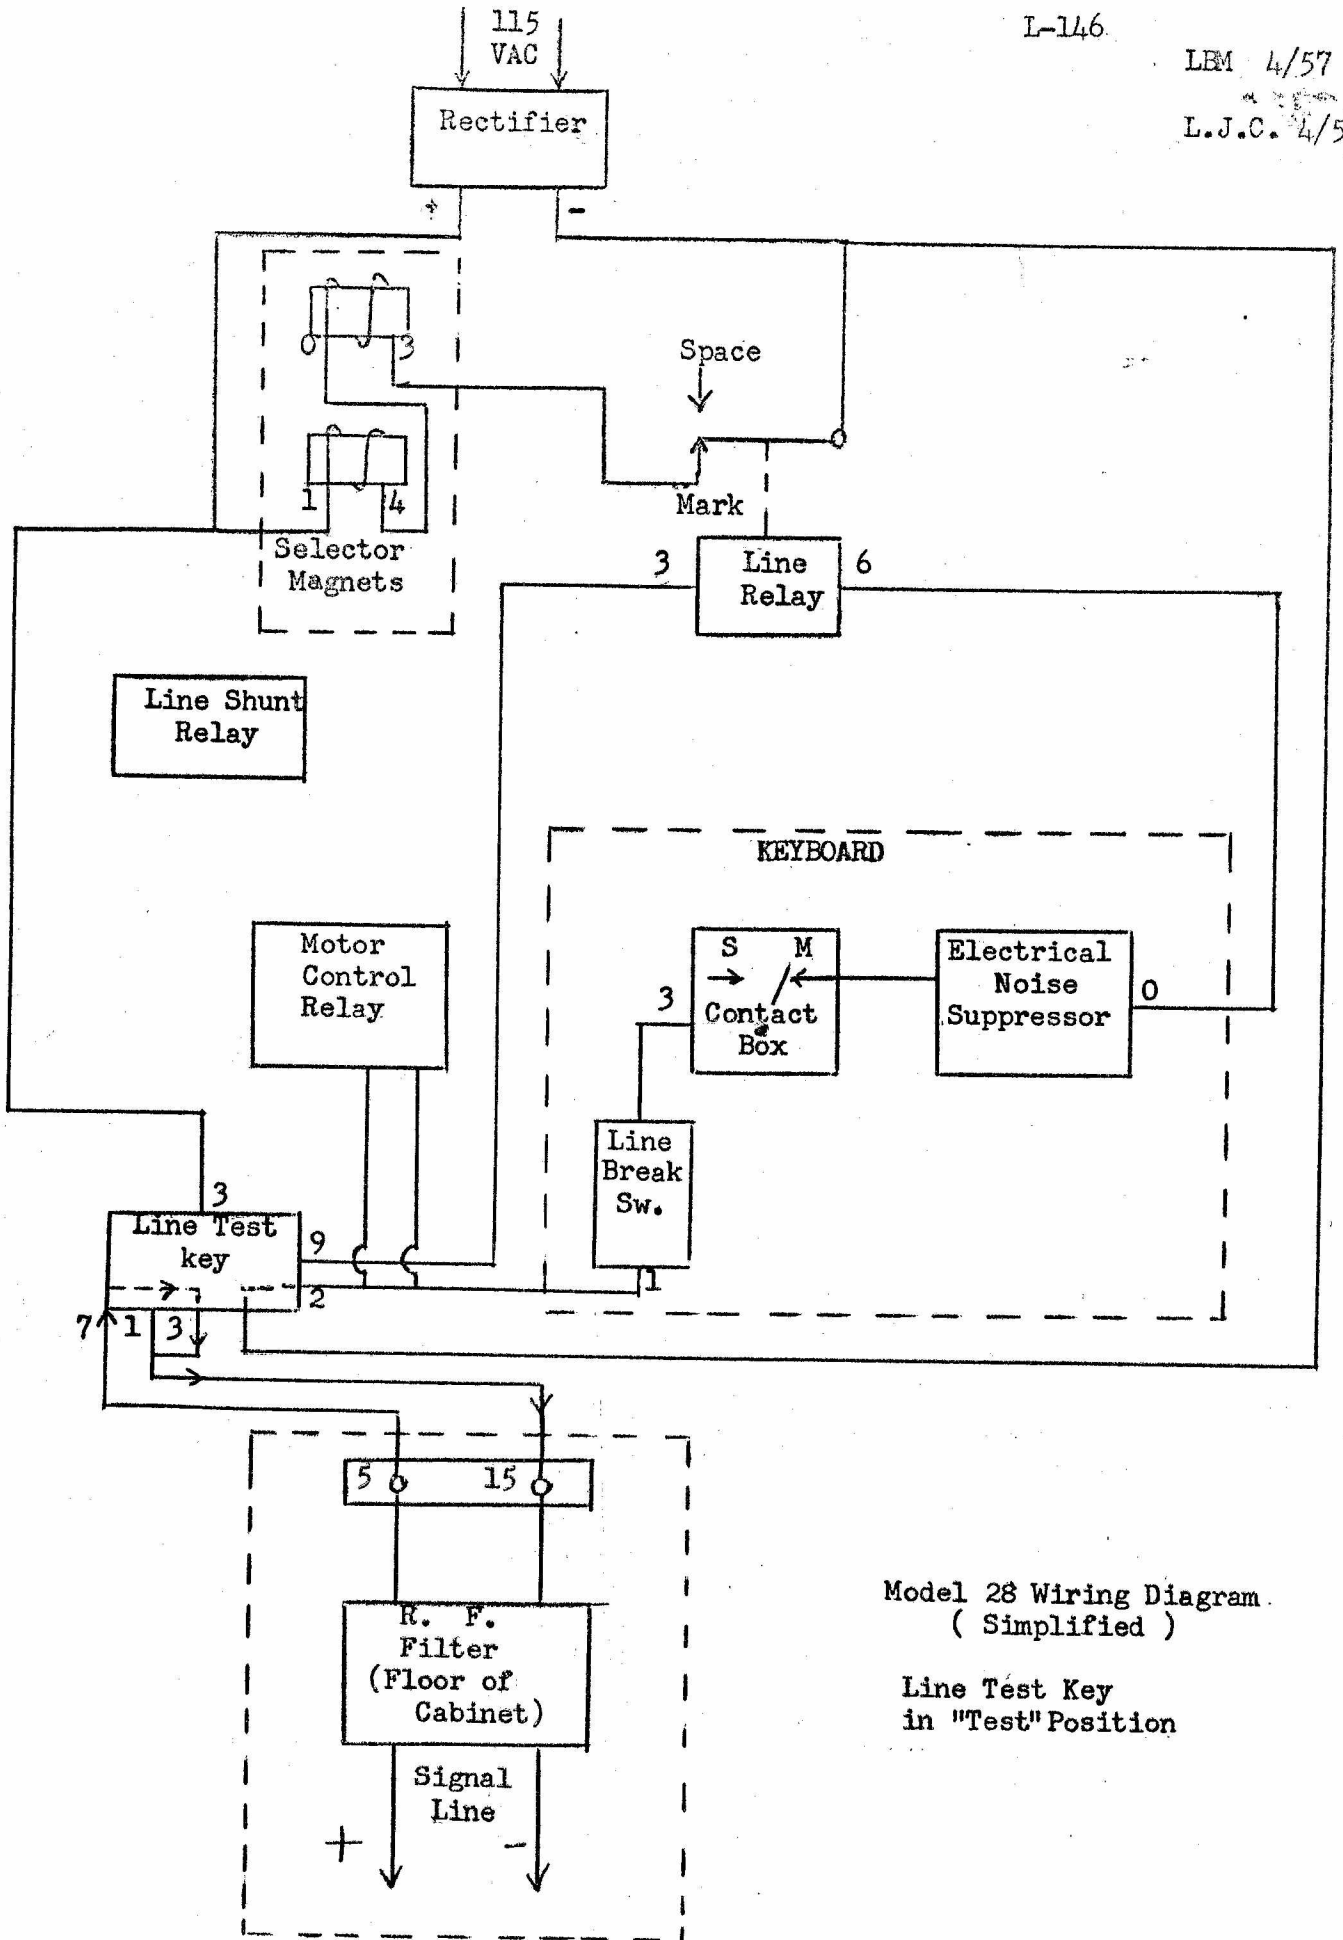 115
VAC
L-146
LBM 4/57
L.J.C. 4/5
Rectifier
+ -
0 3
Space
1 4
Mark
Selector
Magnets
3 Line 6
Relay
Line Shunt
Relay
KEYBOARD
Motor
Control
Relay
S M
3
Contact
Box
Electrical
Noise
Suppressor
0
Line
Break
Sw.
1
3
Line Test
key
9
2
7 1 3
5 15
R. F.
Filter
(Floor of
Cabinet)
Signal
Line
+ -
Model 28 Wiring Diagram
( Simplified )
Line Test Key
in "Test" Position